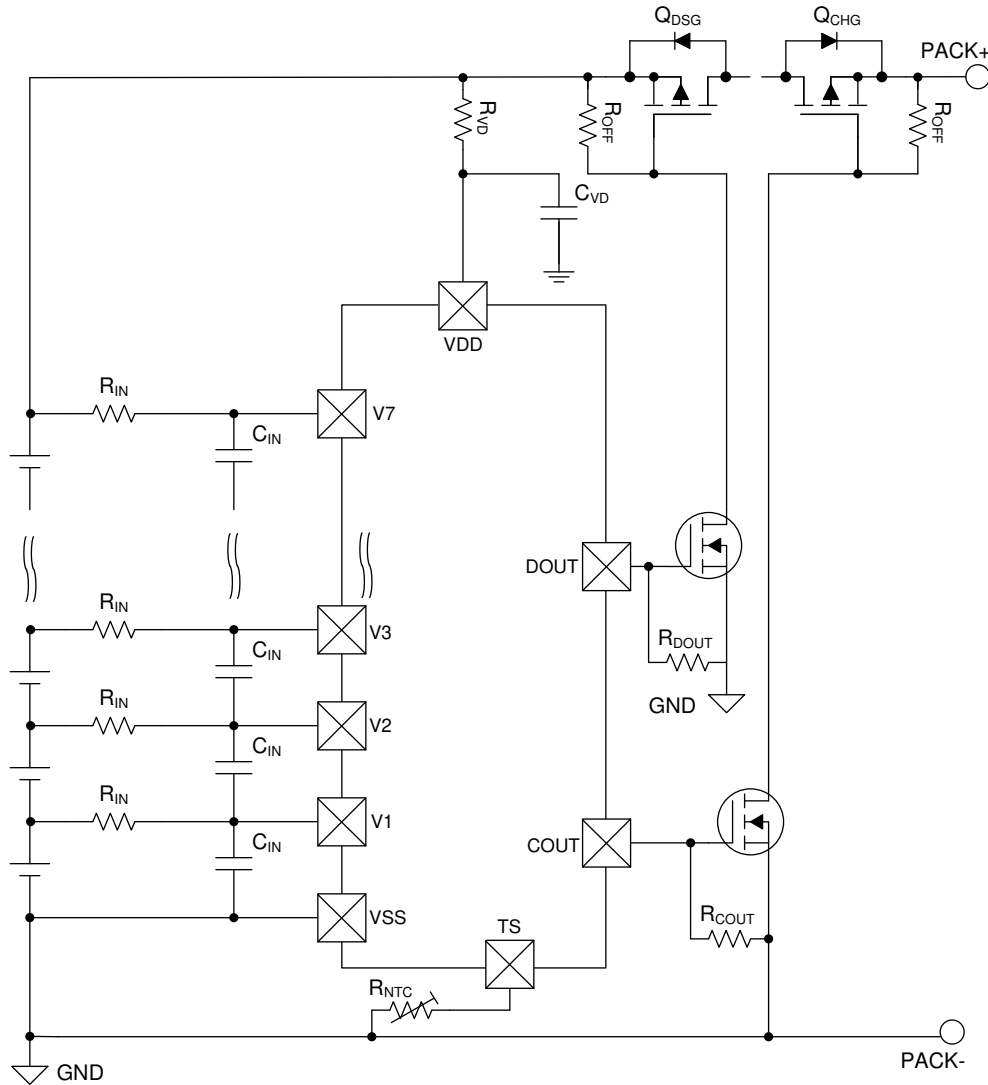 QDSG
QCHG
PACK+
RVD
ROFF
ROFF
CVD
VDD
RIN
V7
CIN
DOUT
RIN
V3
CIN
RDOUT
RIN
V2
GND
CIN
RIN
V1
COUT
CIN
VSS
TS
RCOUT
RNTC
GND
PACK-